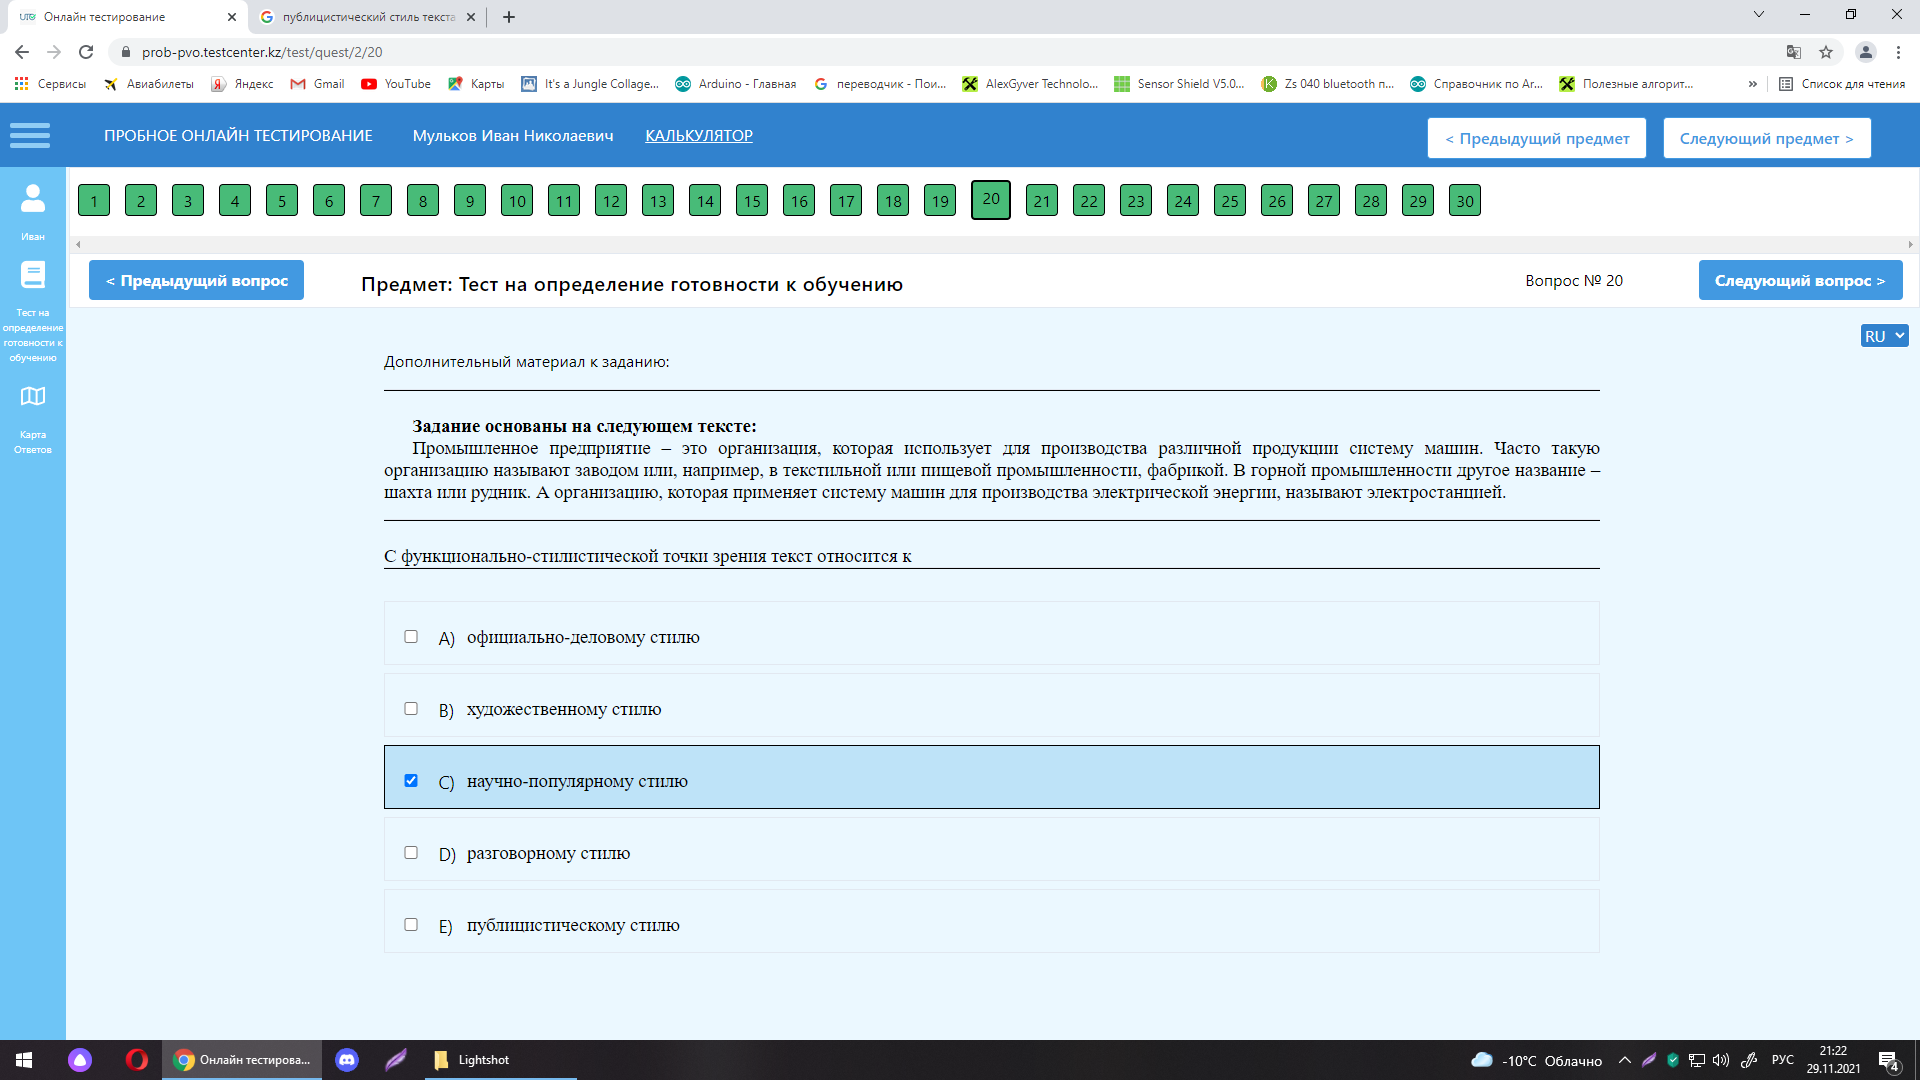 Онлайн тестирование
публицистический стиль текста
prob-pvo.testcenter.kz/test/quest/2/20
Сервисы Авиабилеты Яндекс Gmail YouTube Карты It's a Jungle Collage... Arduino - Главная переводчик - Пои... AlexGyver Technolo... Sensor Shield V5.0... Zs 040 bluetooth п... Справочник по Ar... Полезные алгорит... » Список для чтения
ПРОБНОЕ ОНЛАЙН ТЕСТИРОВАНИЕ Мульков Иван Николаевич КАЛЬКУЛЯТОР < Предыдущий предмет Следующий предмет >
1 2 3 4 5 6 7 8 9 10 11 12 13 14 15 16 17 18 19 20 21 22 23 24 25 26 27 28 29 30
Иван
Тест на
определение
готовности к
обучению
Карта
Ответов
< Предыдущий вопрос Предмет: Тест на определение готовности к обучению Вопрос № 20 Следующий вопрос >
RU
Дополнительный материал к заданию:
Задание основаны на следующем тексте:
Промышленное предприятие – это организация, которая использует для производства различной продукции систему машин. Часто такую
организацию называют заводом или, например, в текстильной или пищевой промышленности, фабрикой. В горной промышленности другое название –
шахта или рудник. А организацию, которая применяет систему машин для производства электрической энергии, называют электростанцией.
С функционально-стилистической точки зрения текст относится к
A) официально-деловому стилю
B) художественному стилю
C) научно-популярному стилю
D) разговорному стилю
E) публицистическому стилю
Онлайн тестирова... Lightshot -10°C Облачно РУС 21:22
29.11.2021 4